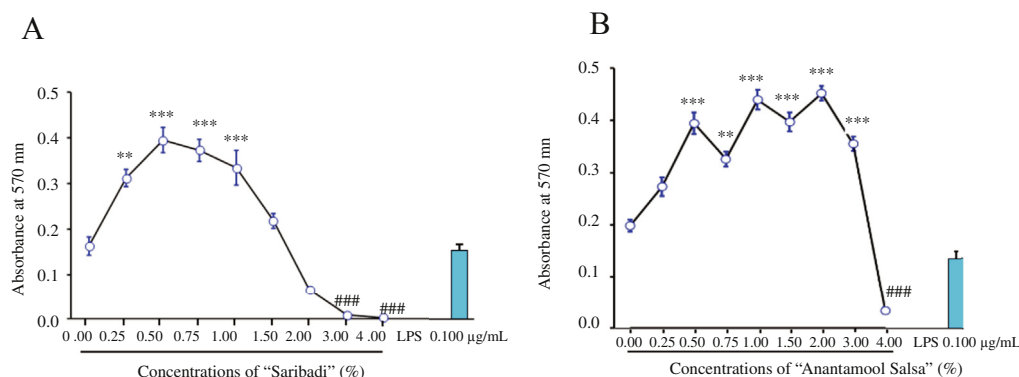 A
0.5
0.4
0.3
0.2
0.1
0.0
Absorbance at 570 mn
** *** *** *** ### ###
0.00 0.25 0.50 0.75 1.00 1.50 2.00 3.00 4.00 LPS 0.100 µg/mL
Concentrations of “Saribadi” (%)
B
0.5
0.4
0.3
0.2
0.1
0.0
Absorbance at 570 mn
*** ** *** *** *** *** ###
0.00 0.25 0.50 0.75 1.00 1.50 2.00 3.00 4.00 LPS 0.100 µg/mL
Concentrations of “Anantamool Salsa” (%)